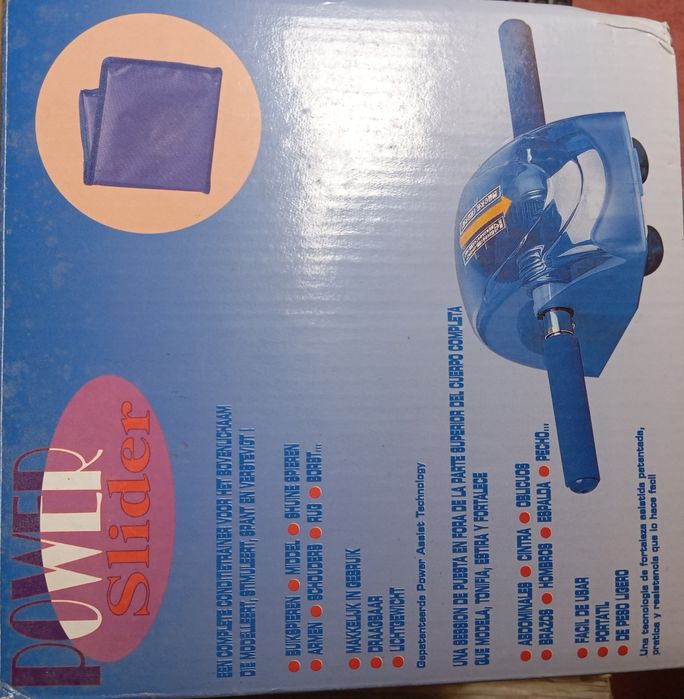 POWER
Slider
EEN COMPLETE CONDITIETRAINER VOOR HET BOVENLICHAAM
DIE MODELLEERT, STIMULEERT, SPANT EN VERSTEVIGT !
● BUIKSPIEREN ● MIDDEL ● SHUINE SPIEREN
● ARMEN ● SCHOUDERS ● RUG ● BORST...
● MAKKELIJK IN GEBRUIK
● DRAAGBAAR
● LICHTGEWICHT
Gepatenteerde Power Assist Technology
UNA SESSION DE PUESTA EN FORA DE LA PARTE SUPERIOR DEL CUERPO COMPLETA
QUE MODELA, TONIFIA, ESTIRA Y FORTALECE
● ABDOMINALES ● CINTRA ● OBLICUOS
● BRAZOS ● HOMBROS ● ESPALDA ● PECHO...
● FACIL DE USAR
● PORTATIL
● DE PESO LIGERO
Una tecnologia de fortaleza asistida patentada,
pratica y resistencia que lo hace facil